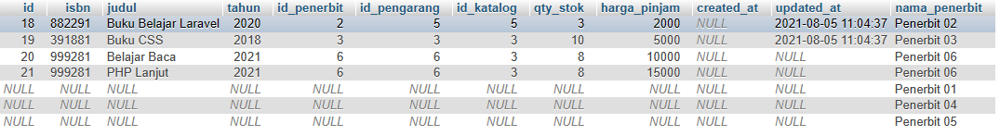 id isbn judul tahun id_penerbit id_pengarang id_katalog qty_stok harga_pinjam created_at updated_at nama_penerbit
18 882291 Buku Belajar Laravel 2020 2 5 5 3 2000 NULL 2021-08-05 11:04:37 Penerbit 02
19 391881 Buku CSS 2018 3 3 3 10 5000 NULL 2021-08-05 11:04:37 Penerbit 03
20 999281 Belajar Baca 2021 6 6 3 8 10000 NULL NULL Penerbit 06
21 999281 PHP Lanjut 2021 6 6 3 8 15000 NULL NULL Penerbit 06
NULL NULL NULL NULL NULL NULL NULL NULL NULL NULL NULL Penerbit 01
NULL NULL NULL NULL NULL NULL NULL NULL NULL NULL NULL Penerbit 04
NULL NULL NULL NULL NULL NULL NULL NULL NULL NULL NULL Penerbit 05